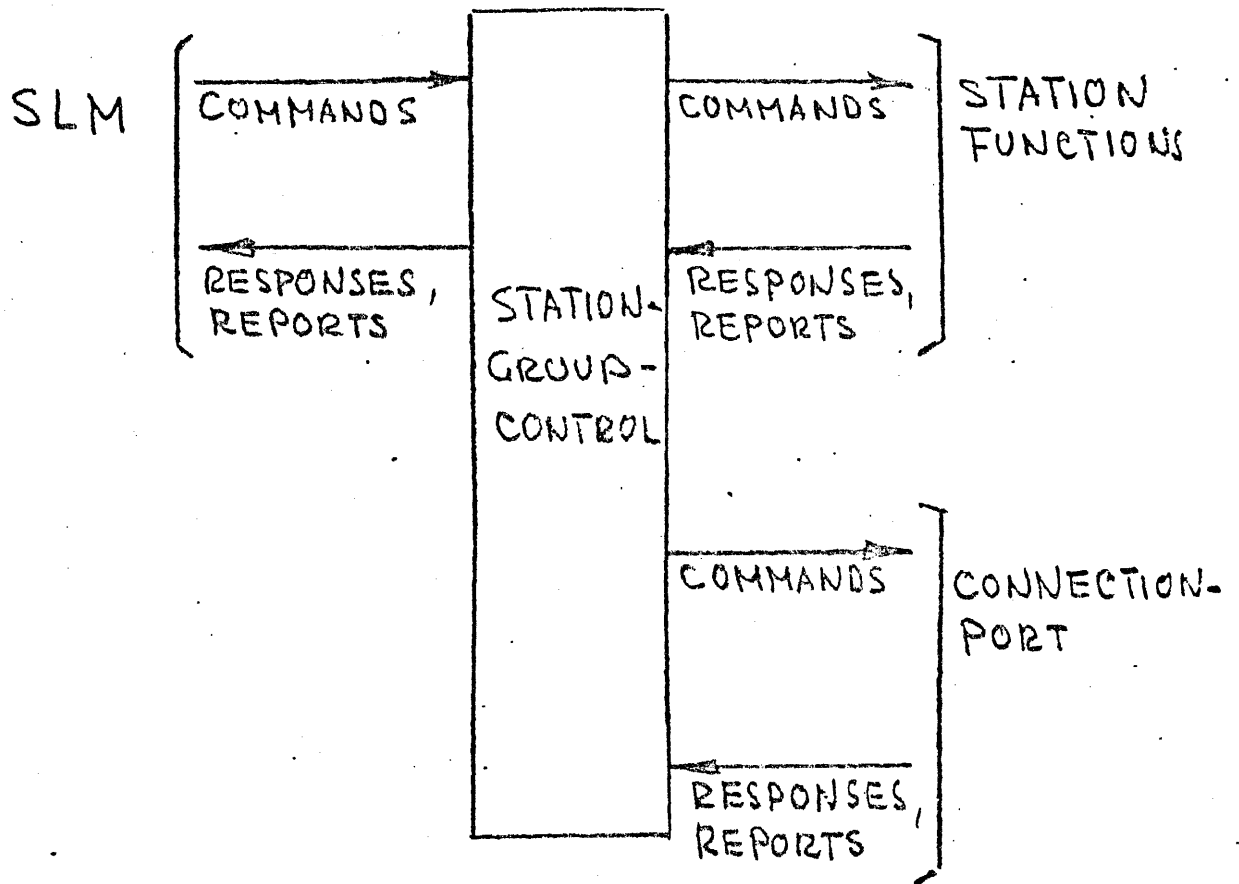 SLM
COMMANDS
RESPONSES,
REPORTS
STATION-
GROUP-
CONTROL
COMMANDS
STATION
FUNCTIONS
RESPONSES,
REPORTS
COMMANDS
CONNECTION-
PORT
RESPONSES,
REPORTS